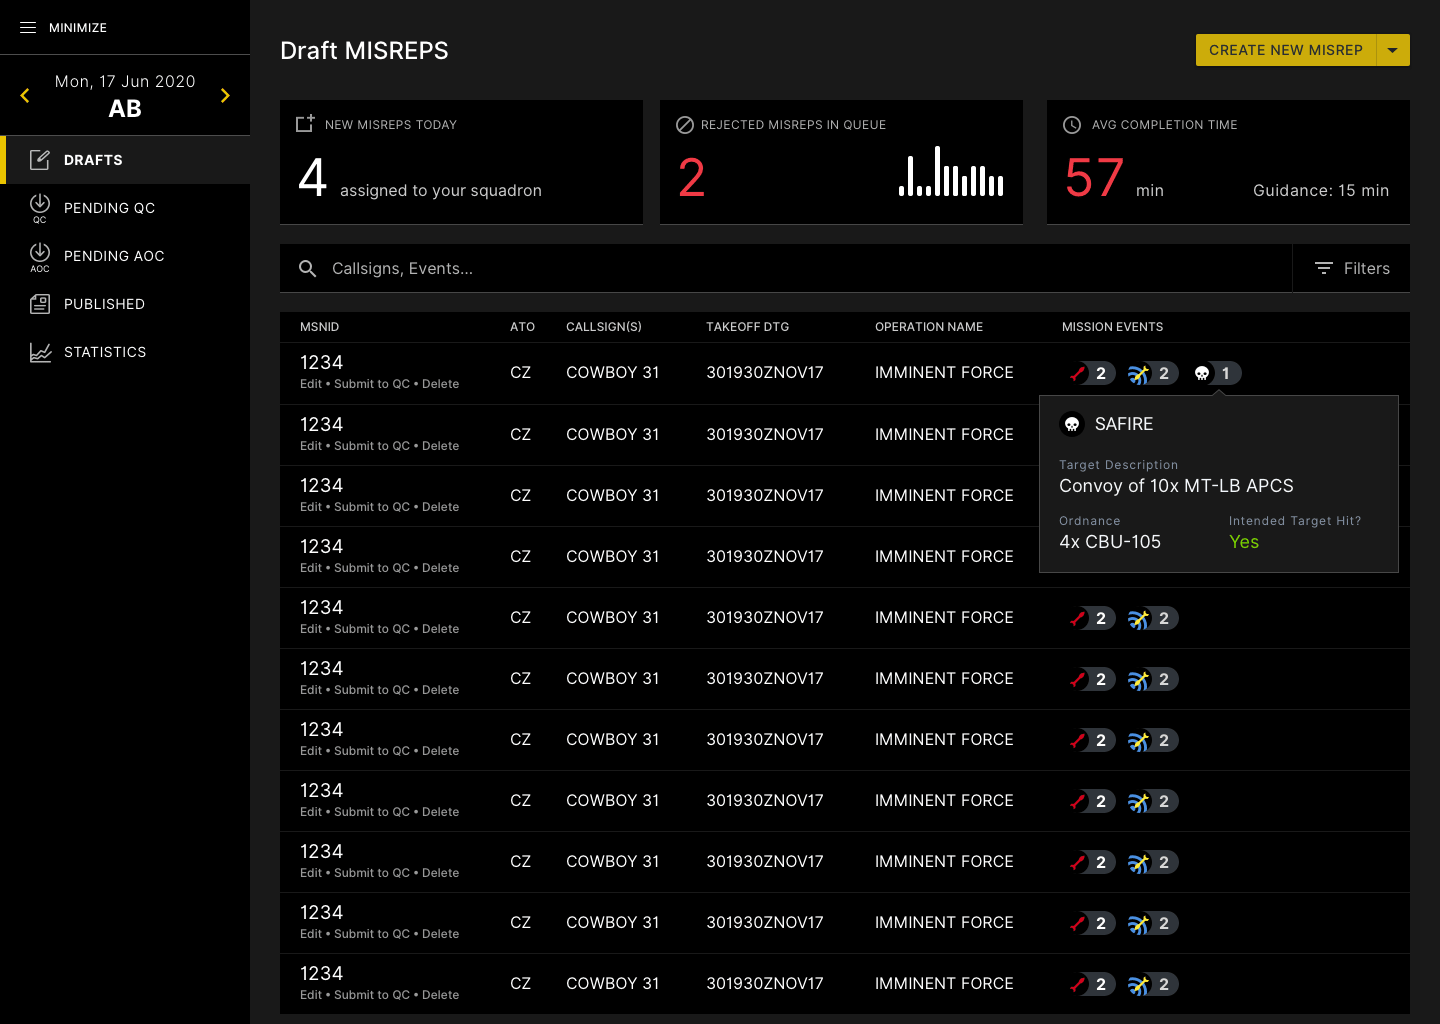 MINIMIZE
Mon, 17 Jun 2020
AB
DRAFTS
QC
PENDING QC
AOC
PENDING AOC
PUBLISHED
STATISTICS
Draft MISREPS
CREATE NEW MISREP
NEW MISREPS TODAY
4 assigned to your squadron
REJECTED MISREPS IN QUEUE
2
AVG COMPLETION TIME
57 min Guidance: 15 min
Callsigns, Events...
Filters
MSNID ATO CALLSIGN(S) TAKEOFF DTG OPERATION NAME MISSION EVENTS
1234 CZ COWBOY 31 301930ZNOV17 IMMINENT FORCE 2 2 1
Edit • Submit to QC • Delete
1234 CZ COWBOY 31 301930ZNOV17 IMMINENT FORCE
Edit • Submit to QC • Delete
1234 CZ COWBOY 31 301930ZNOV17 IMMINENT FORCE
Edit • Submit to QC • Delete
1234 CZ COWBOY 31 301930ZNOV17 IMMINENT FORCE
Edit • Submit to QC • Delete
SAFIRE
Target Description
Convoy of 10x MT-LB APCS
Ordnance Intended Target Hit?
4x CBU-105 Yes
1234 CZ COWBOY 31 301930ZNOV17 IMMINENT FORCE 2 2
Edit • Submit to QC • Delete
1234 CZ COWBOY 31 301930ZNOV17 IMMINENT FORCE 2 2
Edit • Submit to QC • Delete
1234 CZ COWBOY 31 301930ZNOV17 IMMINENT FORCE 2 2
Edit • Submit to QC • Delete
1234 CZ COWBOY 31 301930ZNOV17 IMMINENT FORCE 2 2
Edit • Submit to QC • Delete
1234 CZ COWBOY 31 301930ZNOV17 IMMINENT FORCE 2 2
Edit • Submit to QC • Delete
1234 CZ COWBOY 31 301930ZNOV17 IMMINENT FORCE 2 2
Edit • Submit to QC • Delete
1234 CZ COWBOY 31 301930ZNOV17 IMMINENT FORCE 2 2
Edit • Submit to QC • Delete